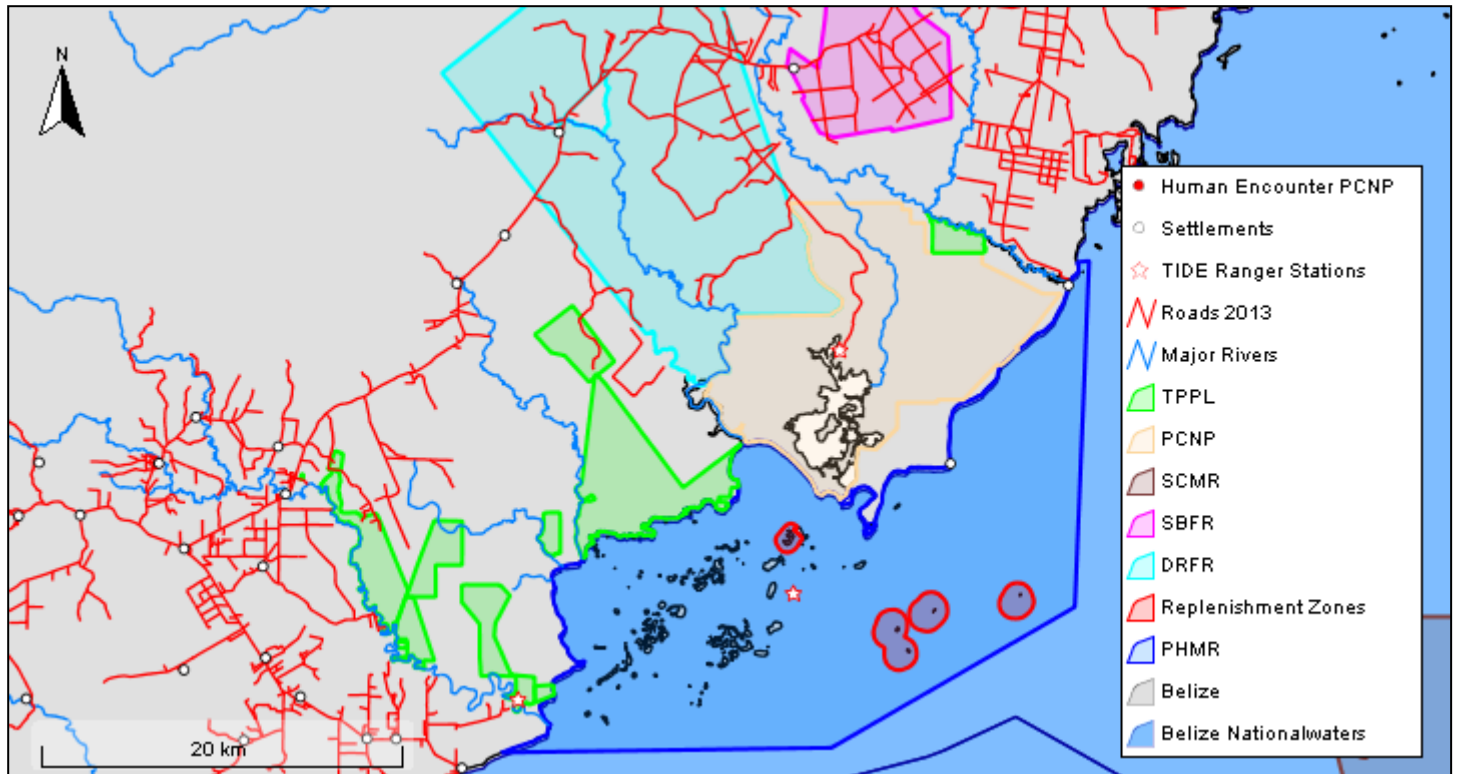 N
Human Encounter PCNP
Settlements
TIDE Ranger Stations
Roads 2013
Major Rivers
TPPL
PCNP
SCMR
SBFR
DRFR
Replenishment Zones
PHMR
Belize
Belize Nationalwaters
20 km